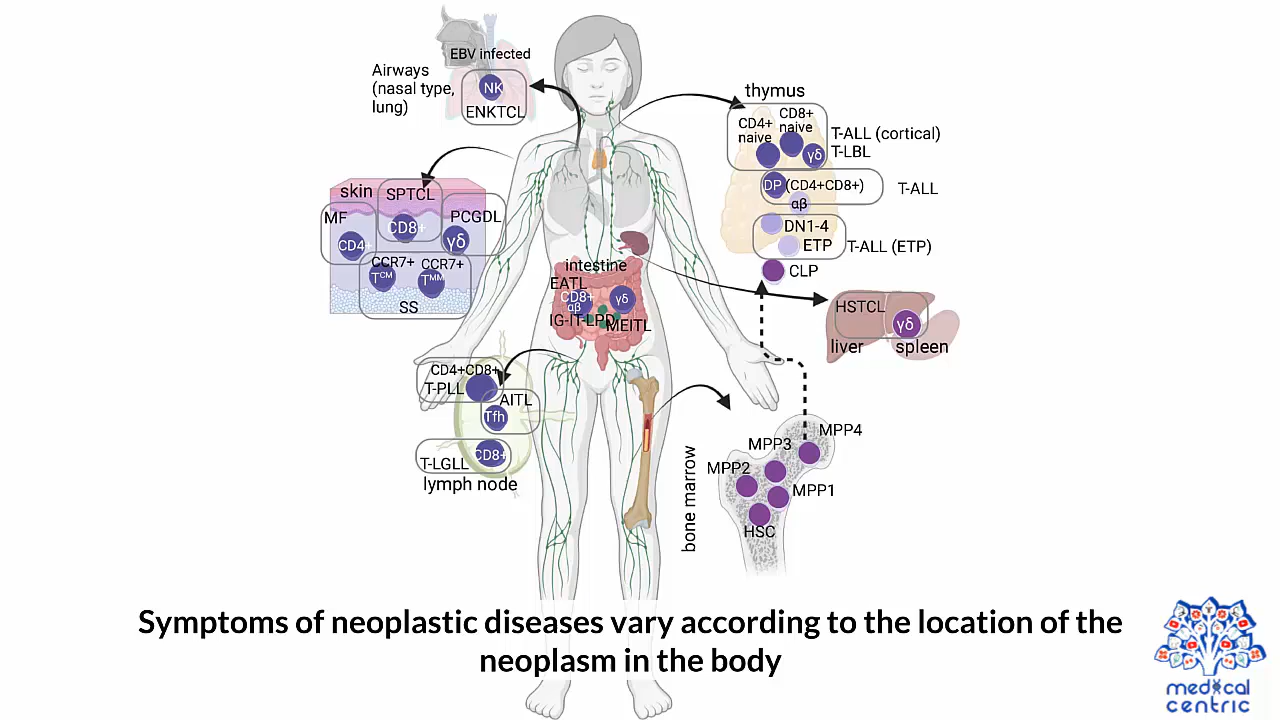 EBV infected
Airways
(nasal type,
lung)
NK
ENKTCL
thymus
CD4+
naive
CD8+
naive
γδ
T-ALL (cortical)
T-LBL
DP (CD4+CD8+)
αβ
T-ALL
DN1-4
ETP
T-ALL (ETP)
CLP
skin
SPTCL
MF
PCGDL
CD8+
CD4+
γδ
CCR7+
CCR7+
TCM
TMM
SS
intestine
EATL
CD8+
αβ
γδ
IG-IT-LPD
MEITL
HSTCL
γδ
liver
spleen
CD4+CD8+
T-PLL
AITL
Tfh
CD8+
T-LGLL
lymph node
bone marrow
MPP4
MPP3
MPP2
MPP1
HSC
Symptoms of neoplastic diseases vary according to the location of the
neoplasm in the body
medical
centric